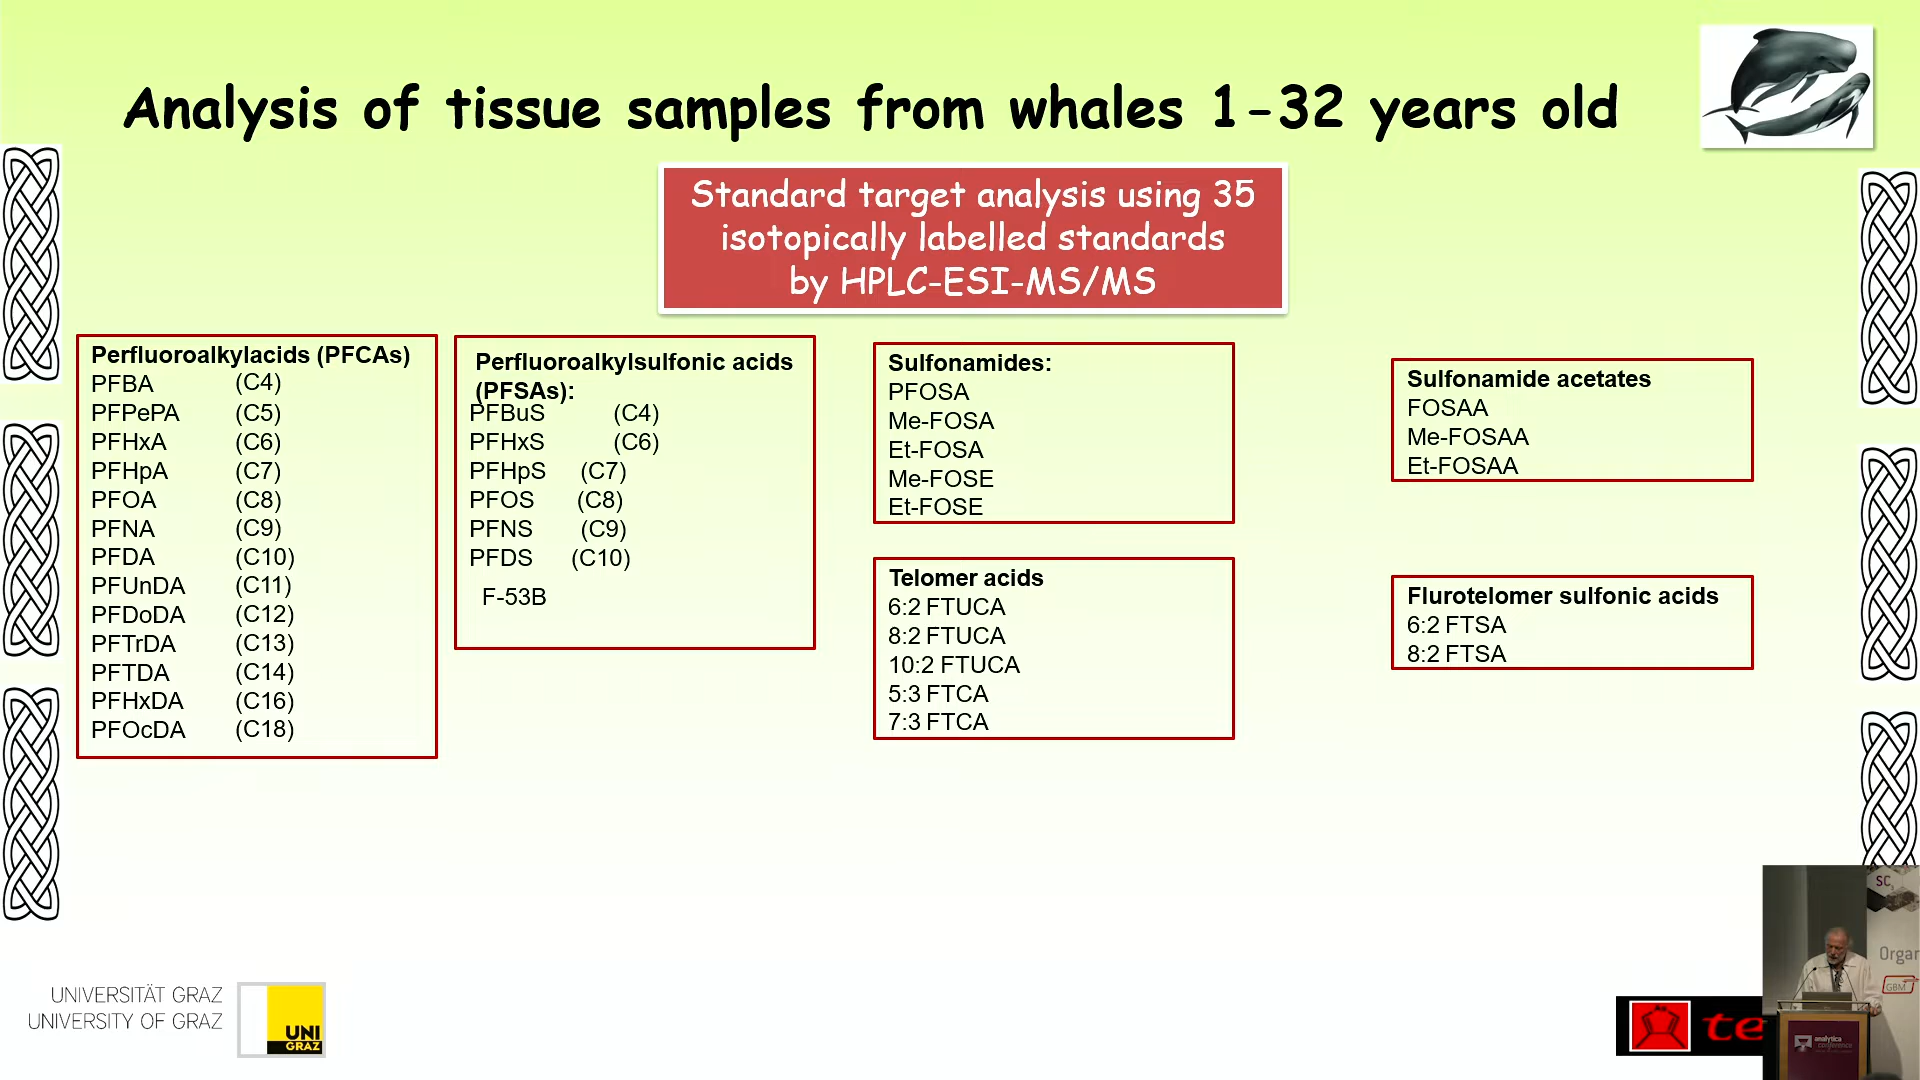 Analysis of tissue samples from whales 1-32 years old
Standard target analysis using 35
isotopically labelled standards
by HPLC-ESI-MS/MS
Perfluoroalkylacids (PFCAs)
PFBA (C4)
PFPePA (C5)
PFHxA (C6)
PFHpA (C7)
PFOA (C8)
PFNA (C9)
PFDA (C10)
PFUnDA (C11)
PFDoDA (C12)
PFTrDA (C13)
PFTDA (C14)
PFHxDA (C16)
PFOcDA (C18)
Perfluoroalkylsulfonic acids
(PFSAs):
PFBuS (C4)
PFHxS (C6)
PFHpS (C7)
PFOS (C8)
PFNS (C9)
PFDS (C10)
F-53B
Sulfonamides:
PFOSA
Me-FOSA
Et-FOSA
Me-FOSE
Et-FOSE
Telomer acids
6:2 FTUCA
8:2 FTUCA
10:2 FTUCA
5:3 FTCA
7:3 FTCA
Sulfonamide acetates
FOSAA
Me-FOSAA
Et-FOSAA
Flurotelomer sulfonic acids
6:2 FTSA
8:2 FTSA
UNIVERSITÄT GRAZ
UNIVERSITY OF GRAZ
UNI
GRAZ
te
SC
Organ
GBM
analytica
conference